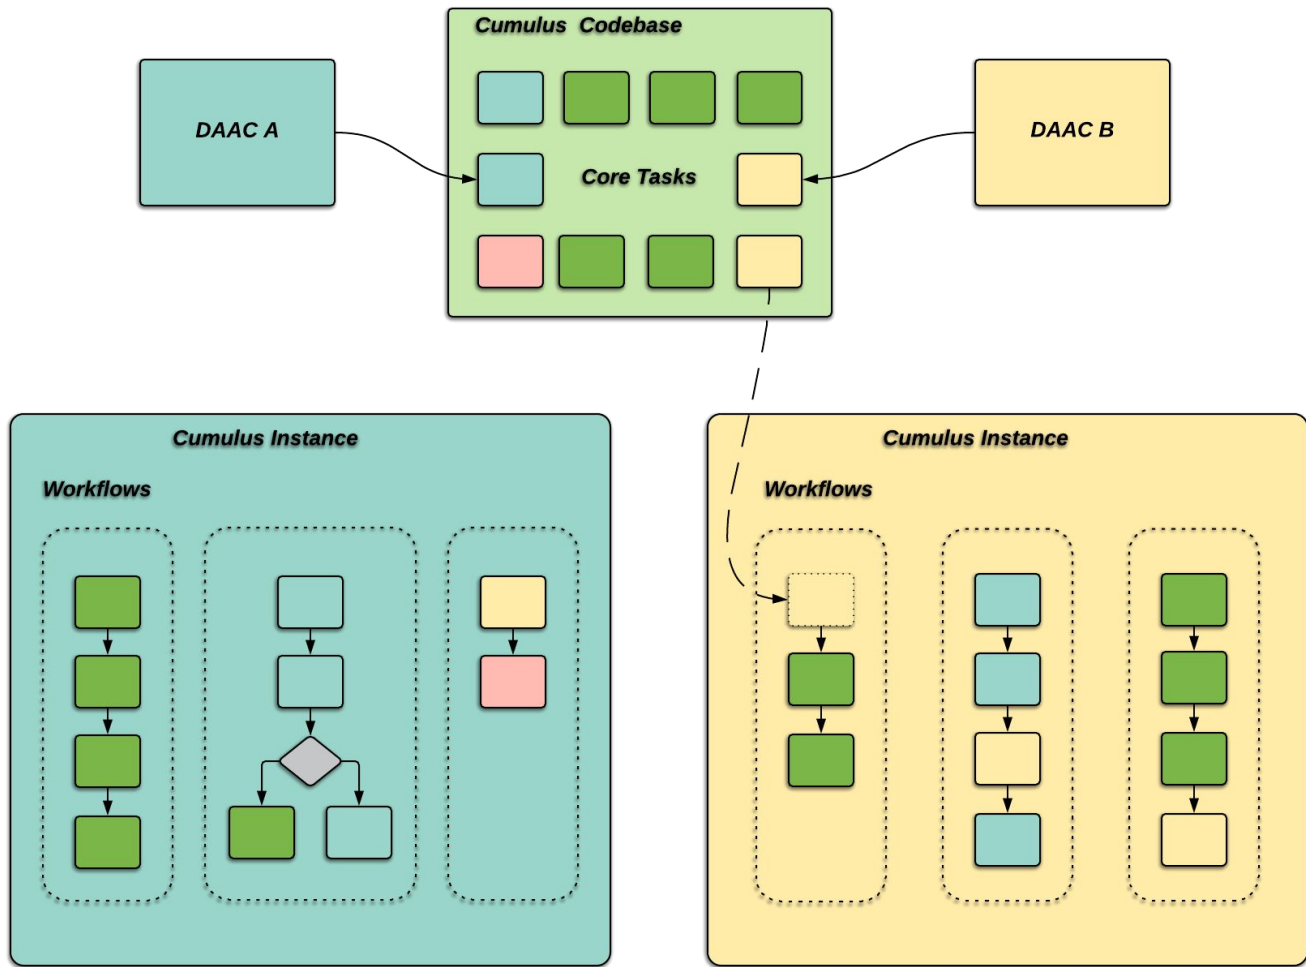 Cumulus Codebase
DAAC A
DAAC B
Core Tasks
Cumulus Instance
Workflows
Cumulus Instance
Workflows